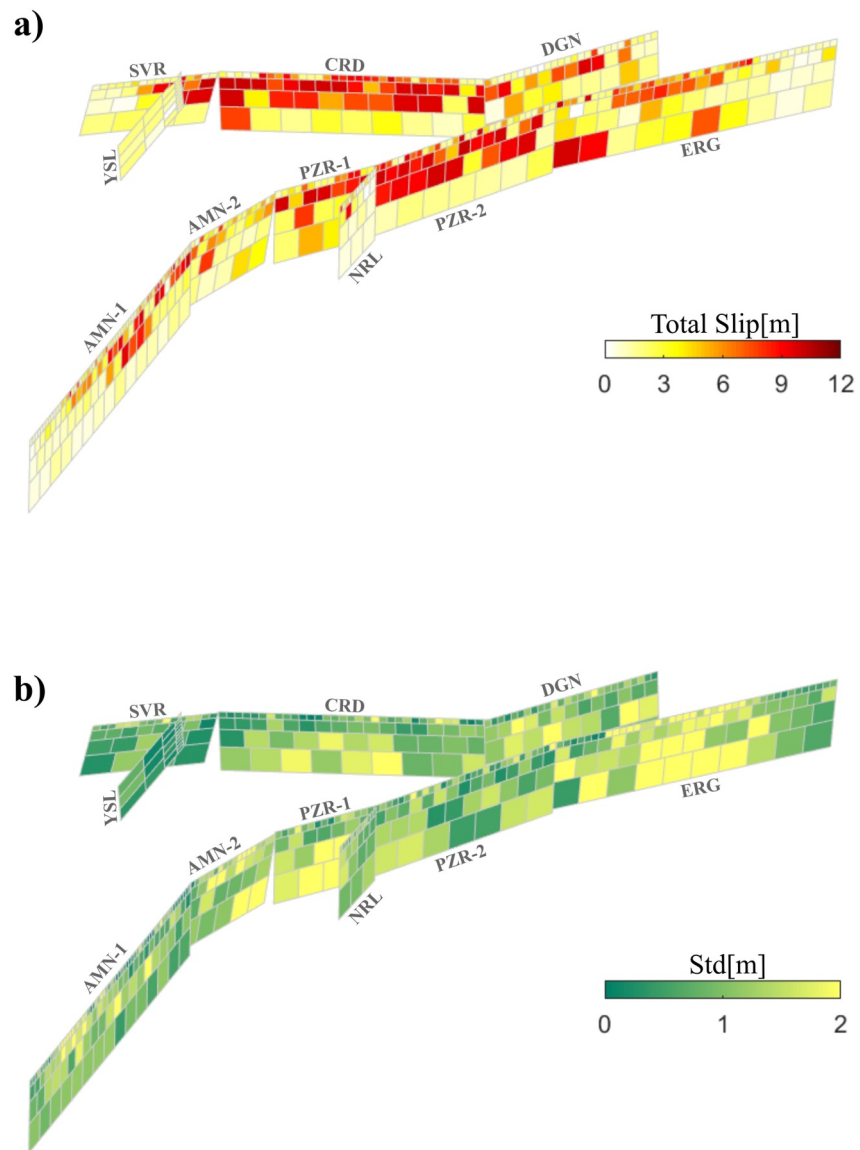 a)
SVR
CRD
DGN
YSL
PZR-1
ERG
AMN-2
PZR-2
NRL
AMN-1
Total Slip[m]
0 3 6 9 12
b)
SVR
CRD
DGN
YSL
PZR-1
ERG
AMN-2
PZR-2
NRL
AMN-1
Std[m]
0 1 2